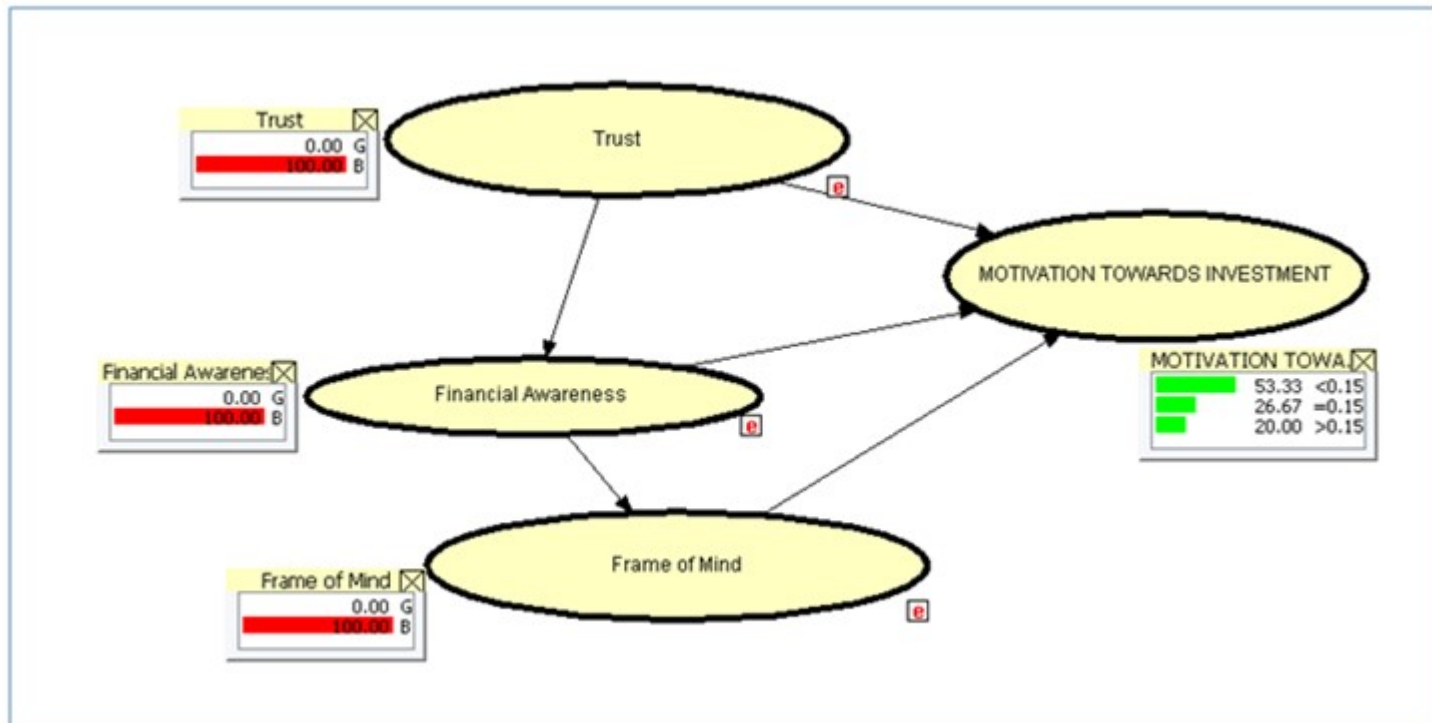 Trust
0.00 G
100.00 B
Trust
e
MOTIVATION TOWARDS INVESTMENT
MOTIVATION TOWA...
53.33 <0.15
26.67 =0.15
20.00 >0.15
Financial Awarenes
0.00 G
100.00 B
Financial Awareness
e
Frame of Mind
0.00 G
100.00 B
Frame of Mind
e